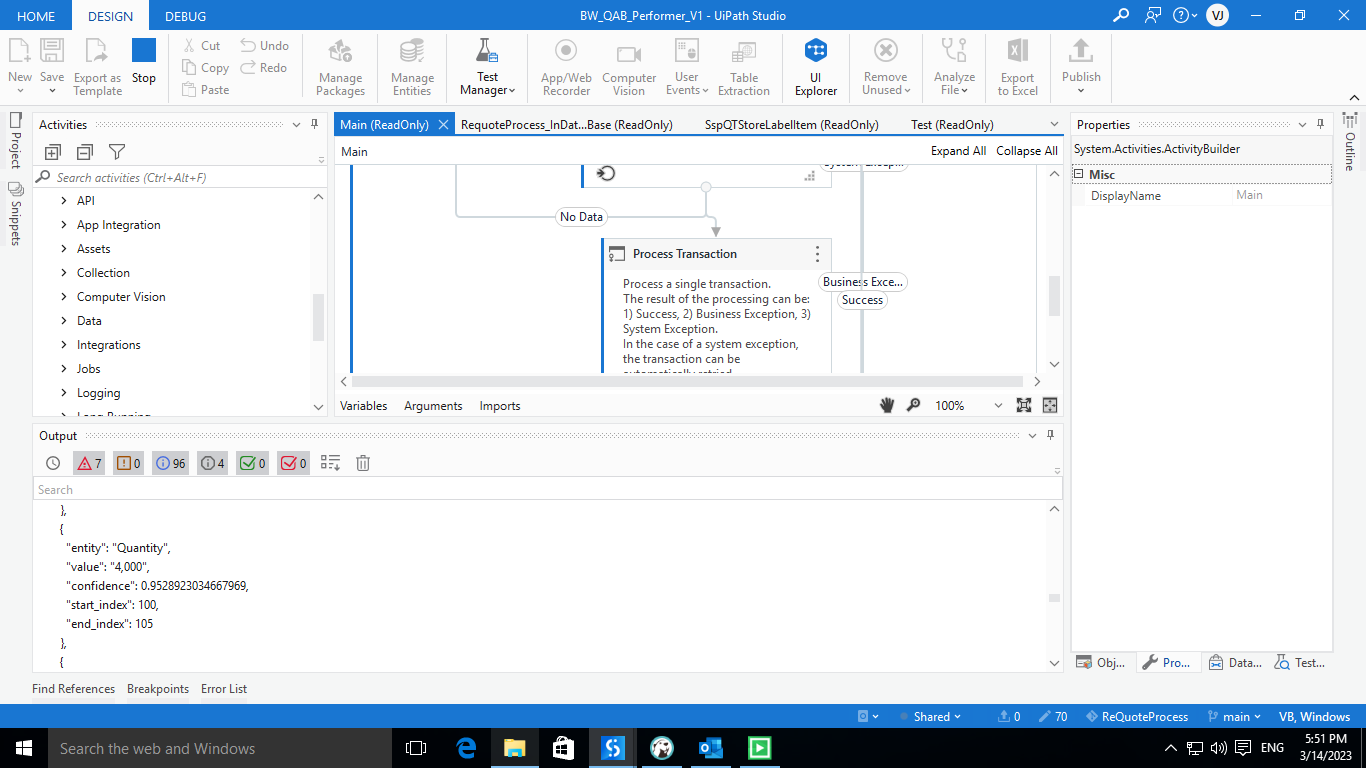 HOME DESIGN DEBUG BW_QAB_Performer_V1 - UiPath Studio VJ
New Save Export as Template Stop
Cut Copy Paste Undo Redo
Manage Packages
Manage Entities
Test Manager
App/Web Recorder
Computer Vision
User Events
Table Extraction
UI Explorer
Remove Unused
Analyze File
Export to Excel
Publish
Project
Snippets
Activities
Search activities (Ctrl+Alt+F)
API
App Integration
Assets
Collection
Computer Vision
Data
Integrations
Jobs
Logging
Long Running
Main (ReadOnly) RequoteProcess_InDat...Base (ReadOnly) SspQTStoreLabelItem (ReadOnly) Test (ReadOnly)
Main Expand All Collapse All
No Data
Process Transaction
Process a single transaction.
The result of the processing can be:
1) Success, 2) Business Exception, 3)
System Exception.
In the case of a system exception,
the transaction can be
automatically retried.
Business Exce...
Success
Variables Arguments Imports 100%
Properties
System.Activities.ActivityBuilder
Misc
DisplayName Main
Outline
Obj... Pro... Data... Test...
Output
7 0 96 4 0 0
Search
},
{
"entity": "Quantity",
"value": "4,000",
"confidence": 0.9528923034667969,
"start_index": 100,
"end_index": 105
},
{
Find References Breakpoints Error List
Shared 0 70 ReQuoteProcess main VB, Windows
Search the web and Windows
ENG
5:51 PM
3/14/2023